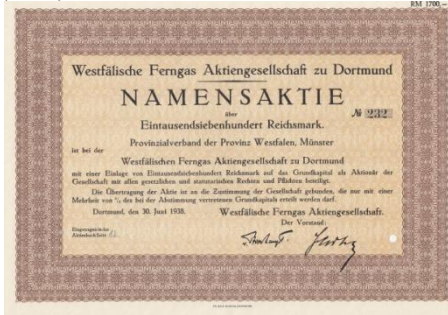 RM 1700,–
Westfälische Ferngas Aktiengesellschaft zu Dortmund
NAMENSAKTIE
über № 232
Eintausendsiebenhundert Reichsmark.
Provinzialverband der Provinz Westfalen, Münster
ist bei der
Westfälischen Ferngas Aktiengesellschaft zu Dortmund
mit einer Einlage von Eintausendsiebenhundert Reichsmark auf das Grundkapital als Aktionär der
Gesellschaft mit allen gesetzlichen und statutarischen Rechten und Pflichten beteiligt.
Die Übertragung der Aktie ist an die Zustimmung der Gesellschaft gebunden, die nur mit einer
Mehrheit von ⁠des bei der Abstimmung vertretenen Grundkapitals erteilt werden darf.
Dortmund, den 30. Juni 1938. Westfälische Ferngas Aktiengesellschaft.
Der Vorstand:
Eingetragen in das
Aktienbuch Seite